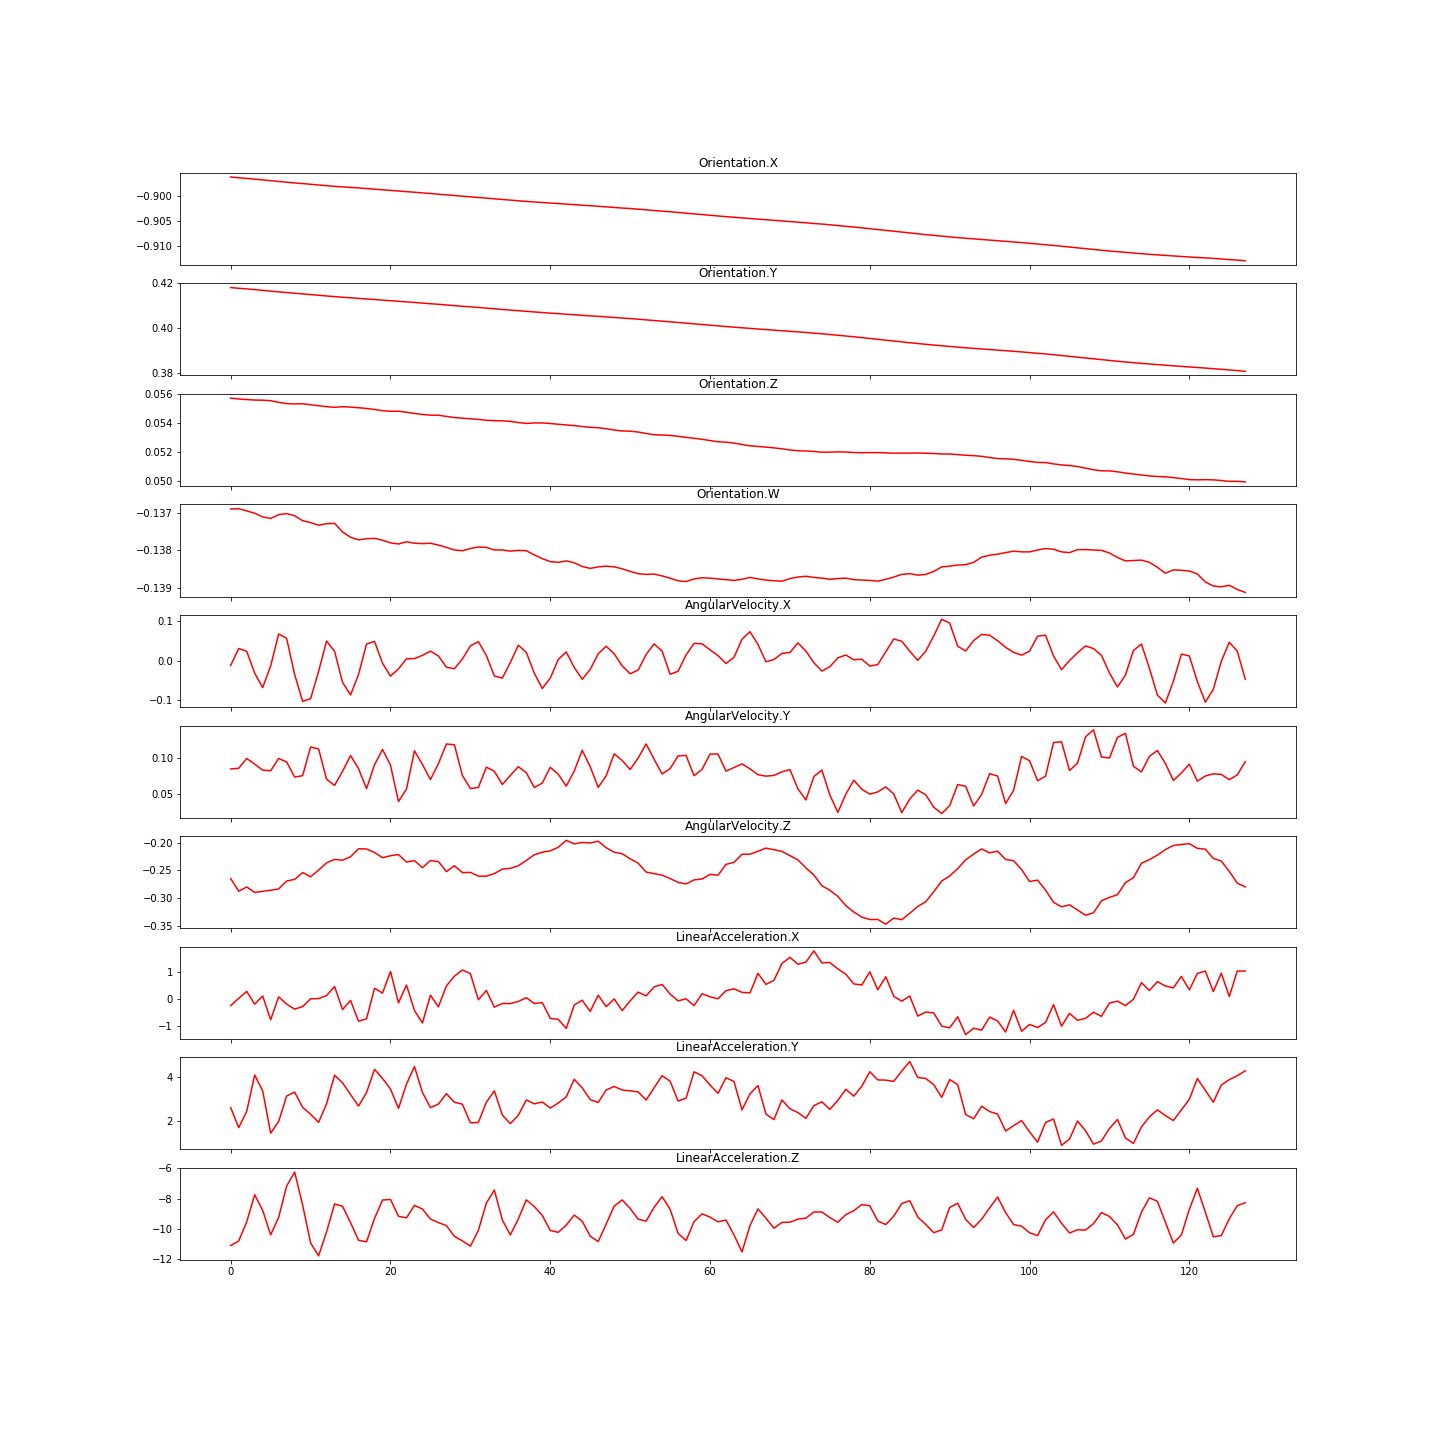 Orientation.X
−0.900
−0.905
−0.910
Orientation.Y
0.42
0.40
0.38
Orientation.Z
0.056
0.054
0.052
0.050
Orientation.W
−0.137
−0.138
−0.139
AngularVelocity.X
0.1
0.0
−0.1
AngularVelocity.Y
0.10
0.05
AngularVelocity.Z
−0.20
−0.25
−0.30
−0.35
LinearAcceleration.X
1
0
−1
LinearAcceleration.Y
4
2
LinearAcceleration.Z
−6
−8
−10
−12
0 20 40 60 80 100 120